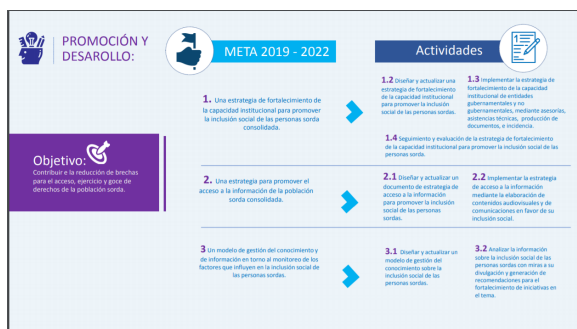 PROMOCIÓN Y
DESAROLLO:
META 2019 - 2022
Actividades
Objetivo:
Contribuir e la reducción de brechas
para el acceso, ejercicio y goce de
derechos de la población sorda.
1. Una estrategia de fortalecimiento de
la capacidad institucional para promover
la inclusión social de las personas sorda
consolidada.
1.2 Diseñar y actualizar una
estrategia de fortalecimiento
de la capacidad institucional
para promover la inclusión
social de las personas sordas.
1.3 Implementar la estrategia de
fortalecimiento de la capacidad
institucional de entidades
gubernamentales y no
gubernamentales, mediante asesorías,
asistencias técnicas, producción de
documentos, e incidencia.
1.4 Seguimiento y evaluación de la estrategia de fortalecimiento
de la capacidad institucional para promover la inclusión social de las
personas sorda.
2. Una estrategia para promover el
acceso a la información de la población
sorda consolidada.
2.1 Diseñar y actualizar un
documento de estrategia de
acceso a la información
para promover la inclusión
social de las personas
sordas.
2.2 Implementar la estrategia
de acceso a la información
mediante la elaboración de
contenidos audiovisuales y de
comunicaciones en favor de su
inclusión social.
3 Un modelo de gestión del conocimiento y
de información en torno al monitoreo de los
factores que influyen en la inclusión social de
las personas sordas.
3.1 Diseñar y actualizar un
modelo de gestión del
conocimiento sobre la
inclusión social de las
personas sordas.
3.2 Analizar la información
sobre la inclusión social de las
personas sordas con miras a su
divulgación y generación de
recomendaciones para el
fortalecimiento de iniciativas en
el tema.